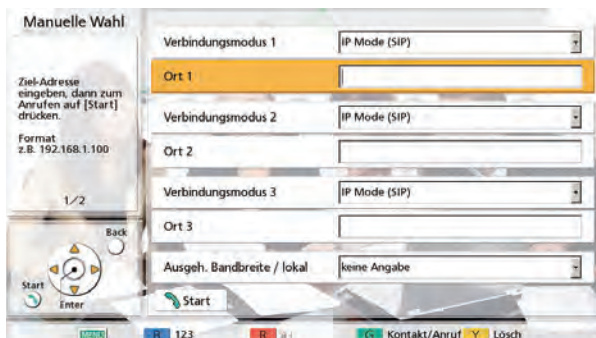 Manuelle Wahl
Ziel-Adresse
eingeben, dann zum
Anrufen auf [Start]
drücken.
Format
z.B. 192.168.1.100
1/2
Back
Start
Enter
Verbindungsmodus 1
IP Mode (SIP)
Ort 1
Verbindungsmodus 2
IP Mode (SIP)
Ort 2
Verbindungsmodus 3
IP Mode (SIP)
Ort 3
Ausgeh. Bandbreite / lokal
keine Angabe
Start
MENU B 123 R G Kontakt/Anruf Y Lösch